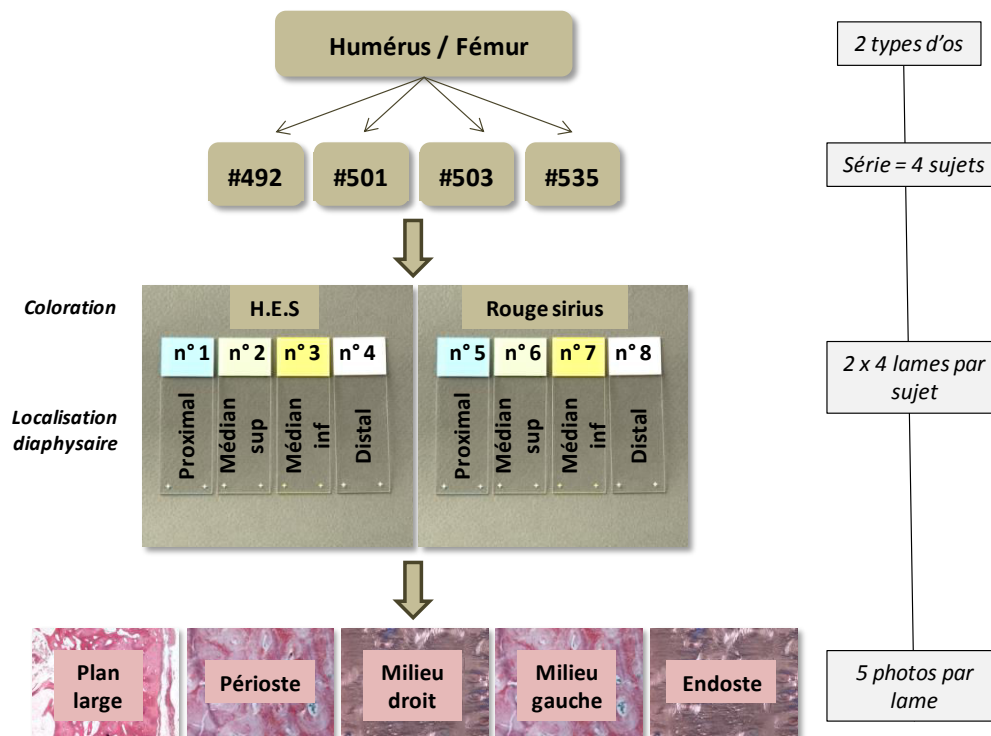 Humérus / Fémur
2 types d'os
#492
#501
#503
#535
Série = 4 sujets
Coloration
H.E.S
Rouge sirius
n° 1
n° 2
n° 3
n° 4
n° 5
n° 6
n° 7
n° 8
2 x 4 lames par
sujet
Localisation
diaphysaire
Proximal
Médian
sup
Médian
inf
Distal
Proximal
Médian
sup
Médian
inf
Distal
Plan
large
Périoste
Milieu
droit
Milieu
gauche
Endoste
5 photos par
lame